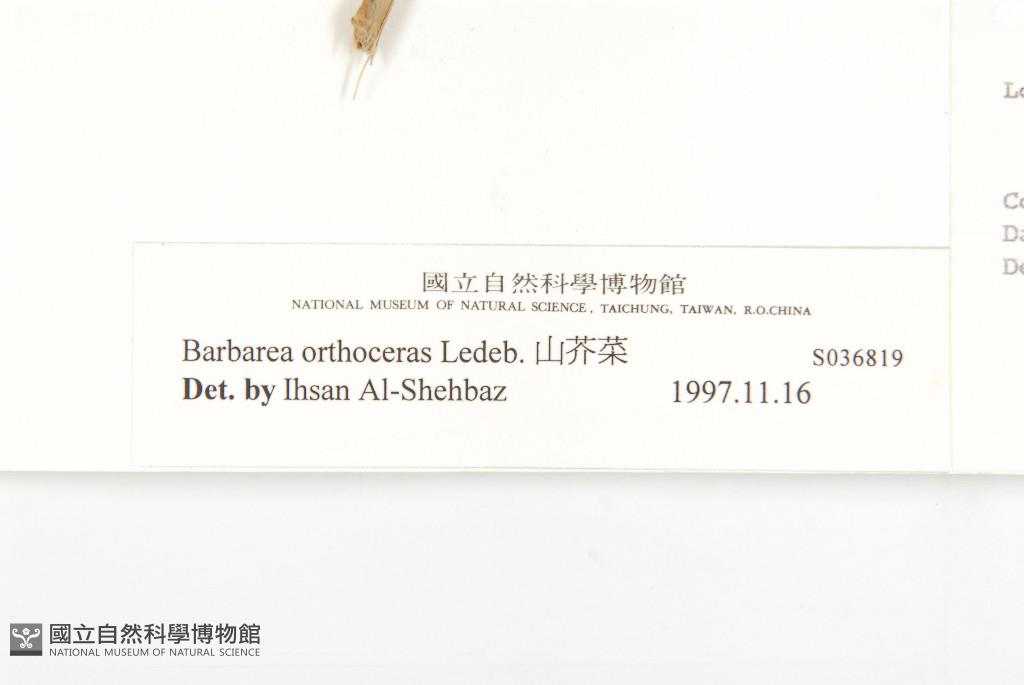 國立自然科學博物館
NATIONAL MUSEUM OF NATURAL SCIENCE, TAICHUNG, TAIWAN, R.O.CHINA
Barbarea orthoceras Ledeb. 山芥菜
S036819
Det. by Ihsan Al-Shehbaz
1997.11.16
國立自然科學博物館
NATIONAL MUSEUM OF NATURAL SCIENCE